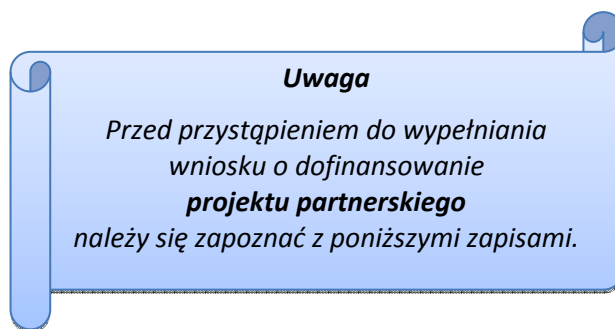 Uwaga
Przed przystąpieniem do wypełniania
wniosku o dofinansowanie
projektu partnerskiego
należy się zapoznać z poniższymi zapisami.